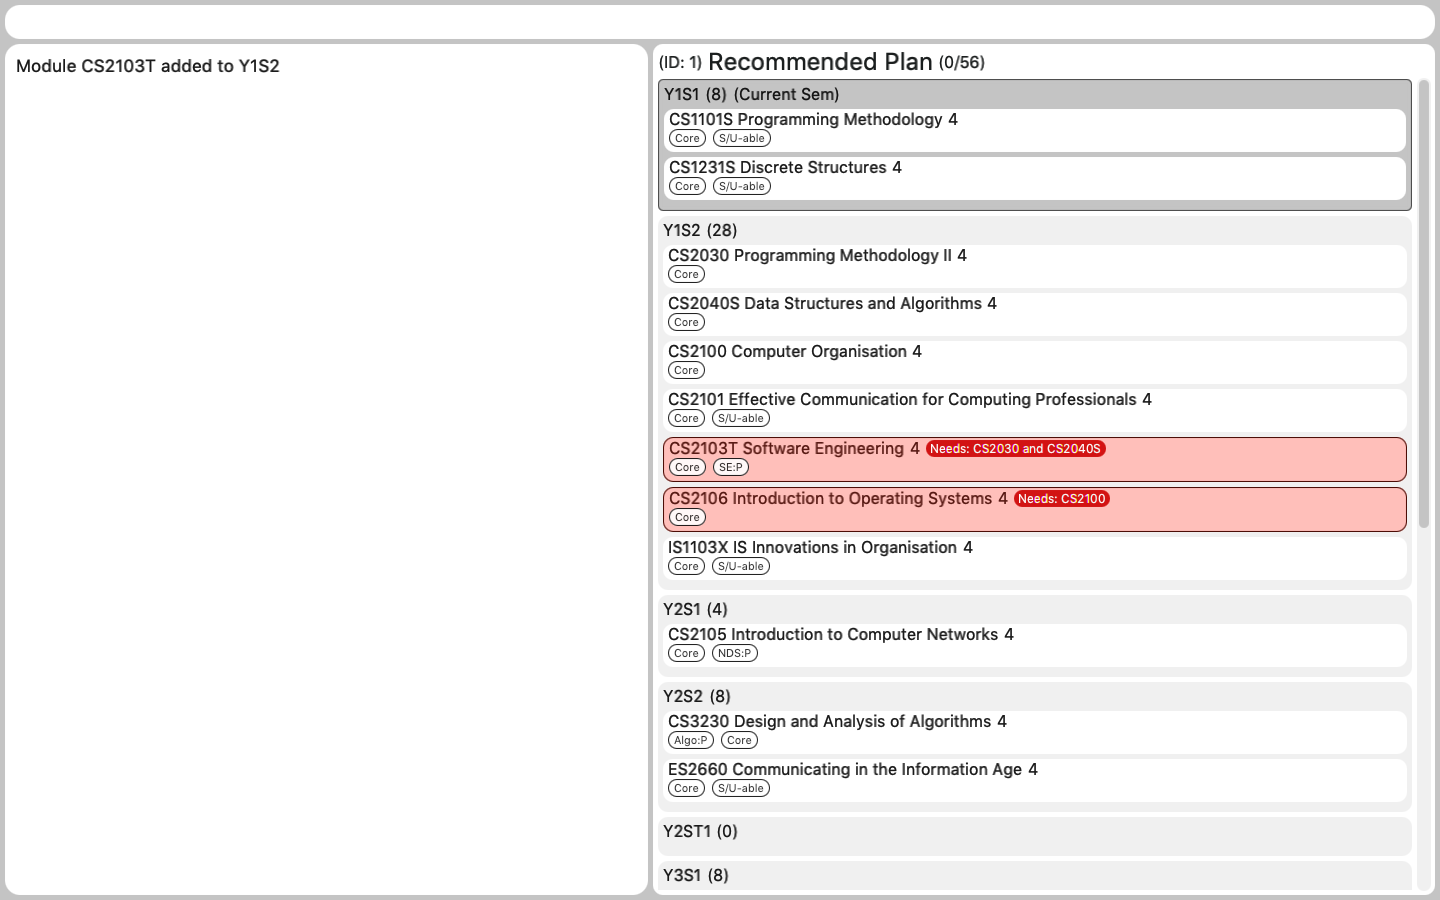 Module CS2103T added to Y1S2
(ID: 1) Recommended Plan (0/56)
Y1S1 (8) (Current Sem)
CS1101S Programming Methodology 4
Core S/U-able
CS1231S Discrete Structures 4
Core S/U-able
Y1S2 (28)
CS2030 Programming Methodology II 4
Core
CS2040S Data Structures and Algorithms 4
Core
CS2100 Computer Organisation 4
Core
CS2101 Effective Communication for Computing Professionals 4
Core S/U-able
CS2103T Software Engineering 4 Needs: CS2030 and CS2040S
Core SE:P
CS2106 Introduction to Operating Systems 4 Needs: CS2100
Core
IS1103X IS Innovations in Organisation 4
Core S/U-able
Y2S1 (4)
CS2105 Introduction to Computer Networks 4
Core NDS:P
Y2S2 (8)
CS3230 Design and Analysis of Algorithms 4
Algo:P Core
ES2660 Communicating in the Information Age 4
Core S/U-able
Y2ST1 (0)
Y3S1 (8)